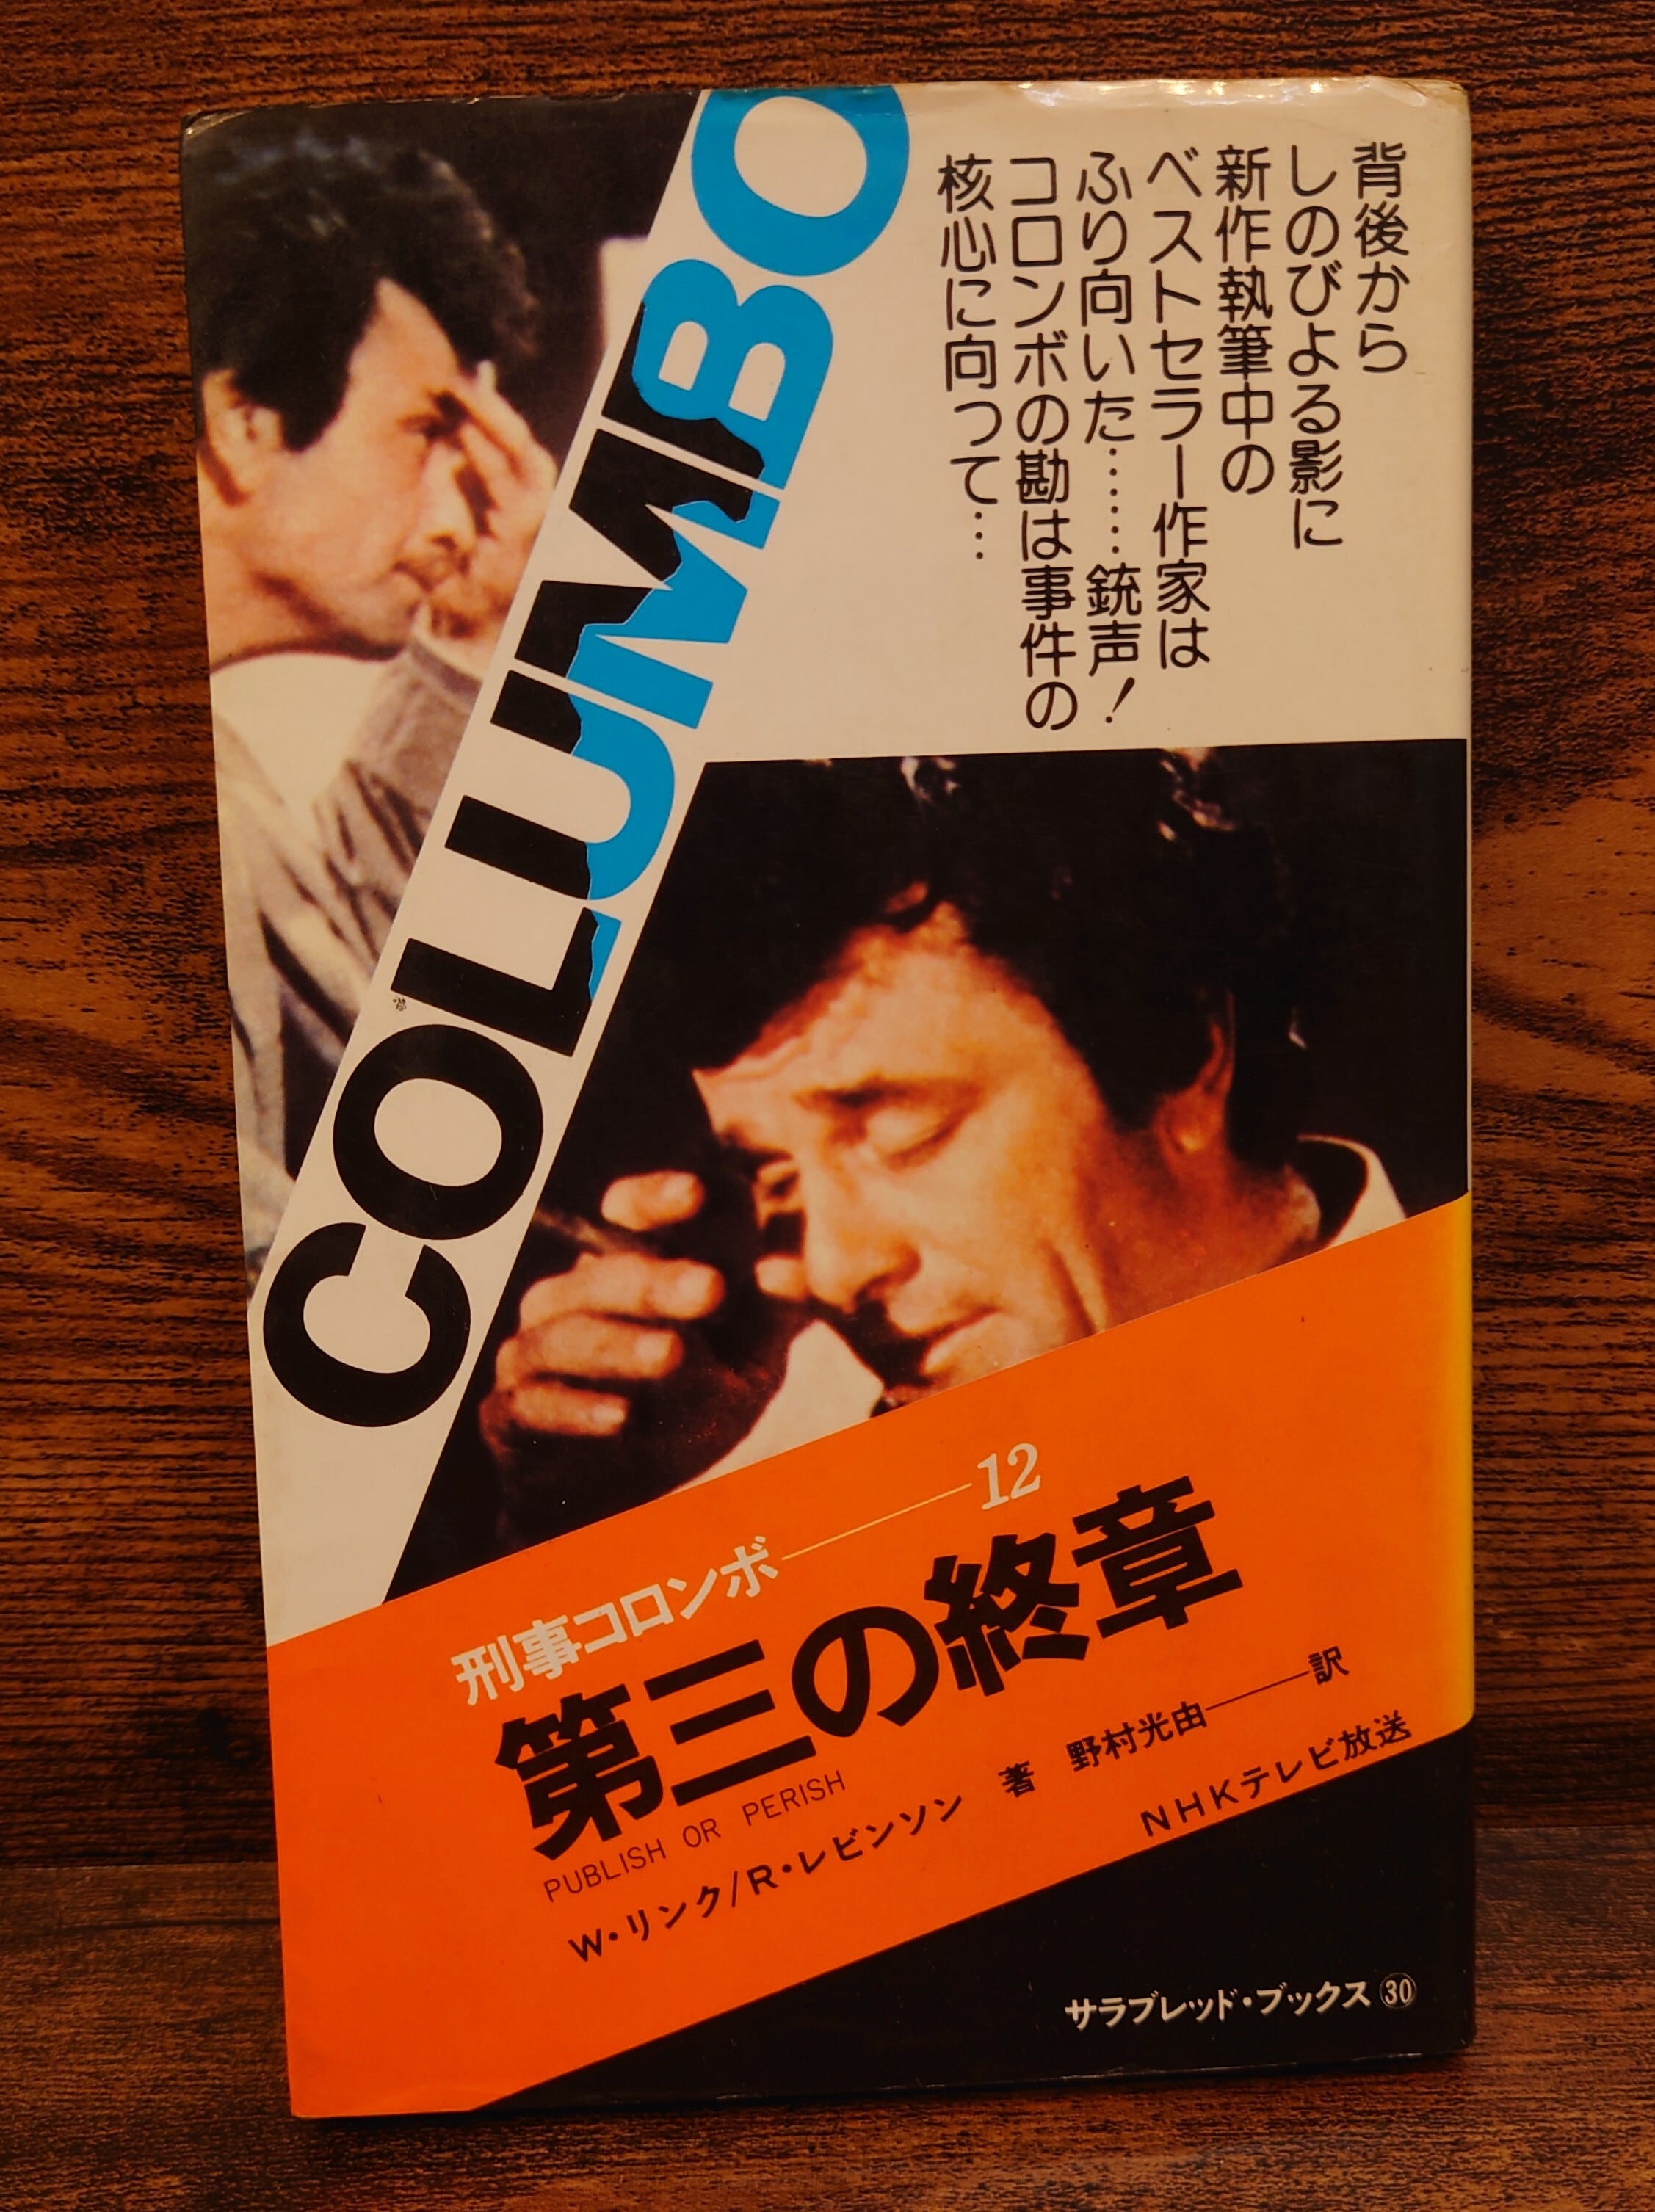 背後から
しのびよる影に
新作執筆中の
ベストセラー作家は
ふり向いた……銃声!
コロンボの勘は事件の
核心に向って…
COLUMBO
刑事コロンボ——12
第三の終章
PUBLISH OR PERISH
W・リンク/R・レビンソン 著 野村光由——訳
NHKテレビ放送
サラブレッド・ブックス㉚